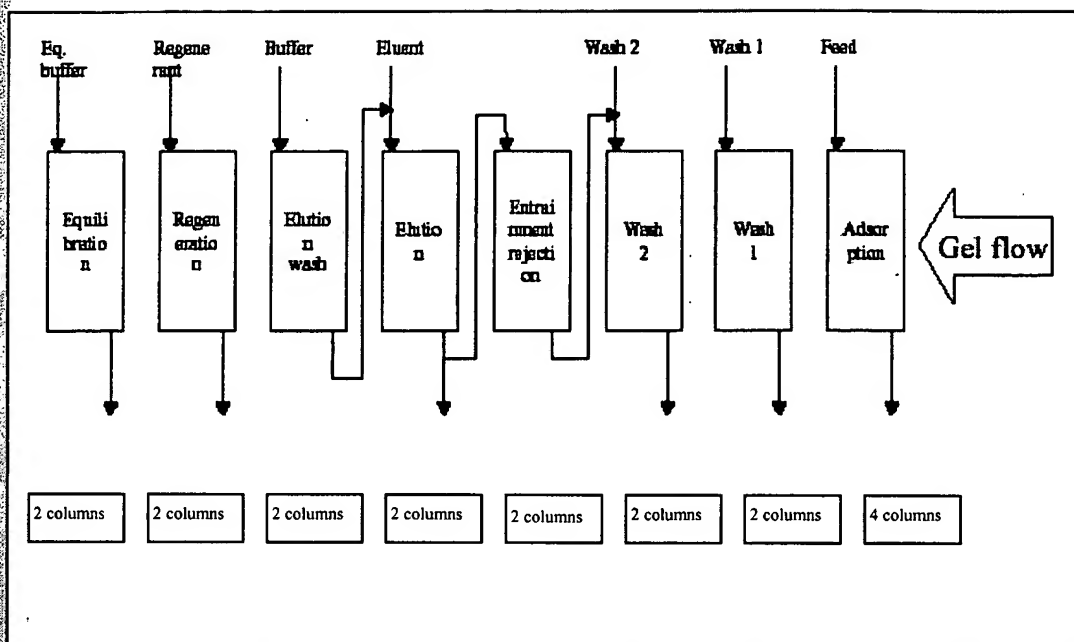 Eq.
buffer
Regene
rant
Buffer
Eluent
Wash 2
Wash 1
Feed
Equili
bratio
n
Regen
eratio
n
Elutio
n
wash
Elutio
n
Entrai
nment
rejecti
on
Wash
2
Wash
1
Adsor
ption
Gel flow
2 columns
2 columns
2 columns
2 columns
2 columns
2 columns
2 columns
4 columns